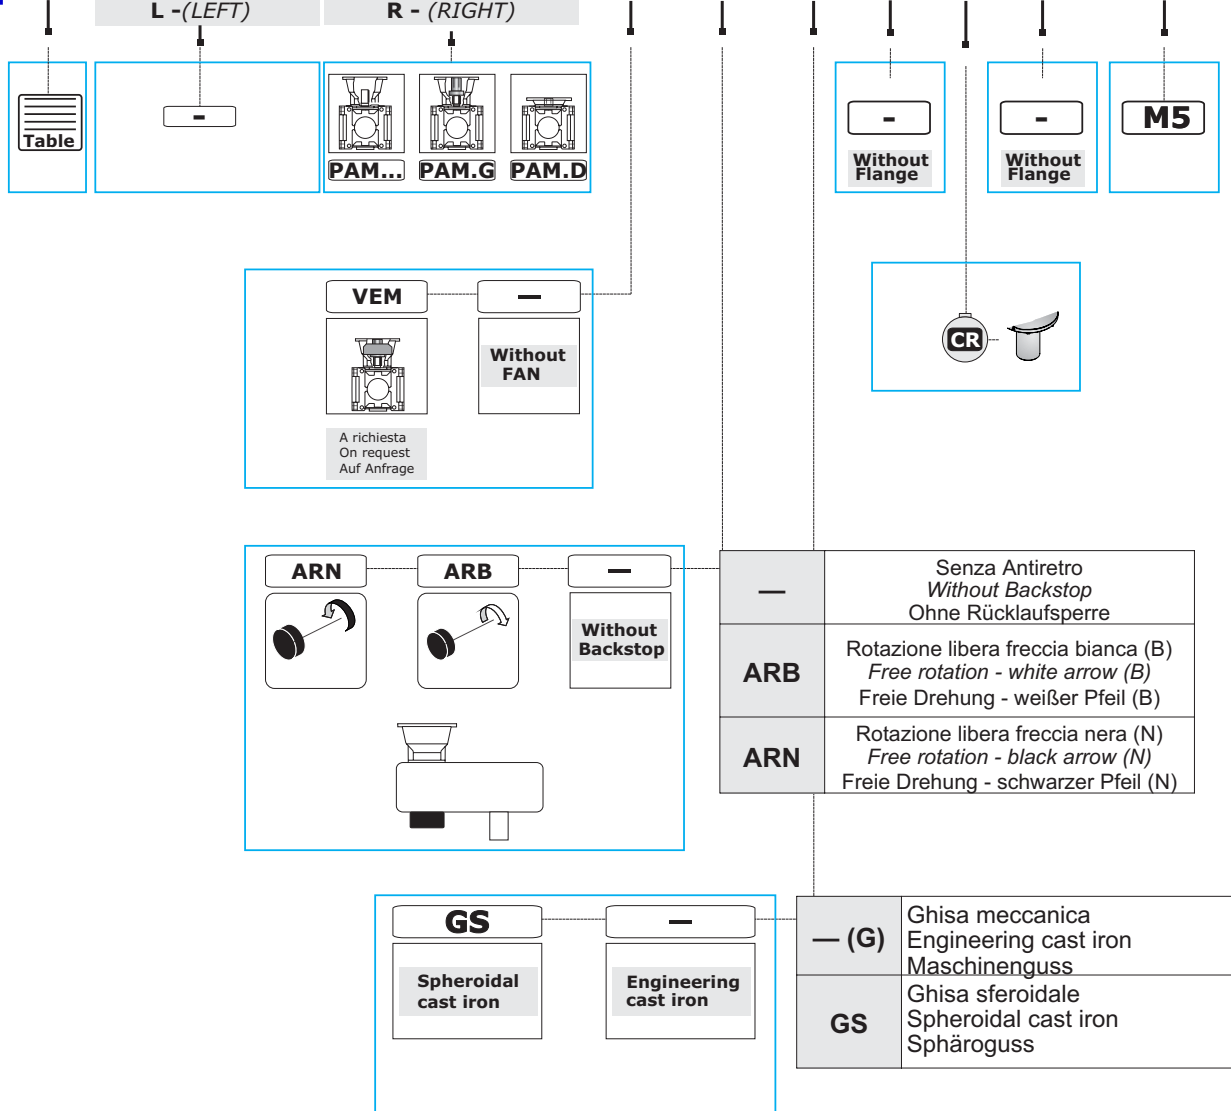 L -(LEFT)
R - (RIGHT)
Table
-
PAM...
PAM.G
PAM.D
-
Without
Flange
-
Without
Flange
M5
VEM
—
Without
FAN
A richiesta
On request
Auf Anfrage
CR
ARN
ARB
—
Without
Backstop
—
Senza Antiretro
Without Backstop
Ohne Rücklaufsperre
ARB
Rotazione libera freccia bianca (B)
Free rotation - white arrow (B)
Freie Drehung - weißer Pfeil (B)
ARN
Rotazione libera freccia nera (N)
Free rotation - black arrow (N)
Freie Drehung - schwarzer Pfeil (N)
GS
—
Spheroidal
cast iron
Engineering
cast iron
— (G)
Ghisa meccanica
Engineering cast iron
Maschinenguss
GS
Ghisa sferoidale
Spheroidal cast iron
Sphäroguss